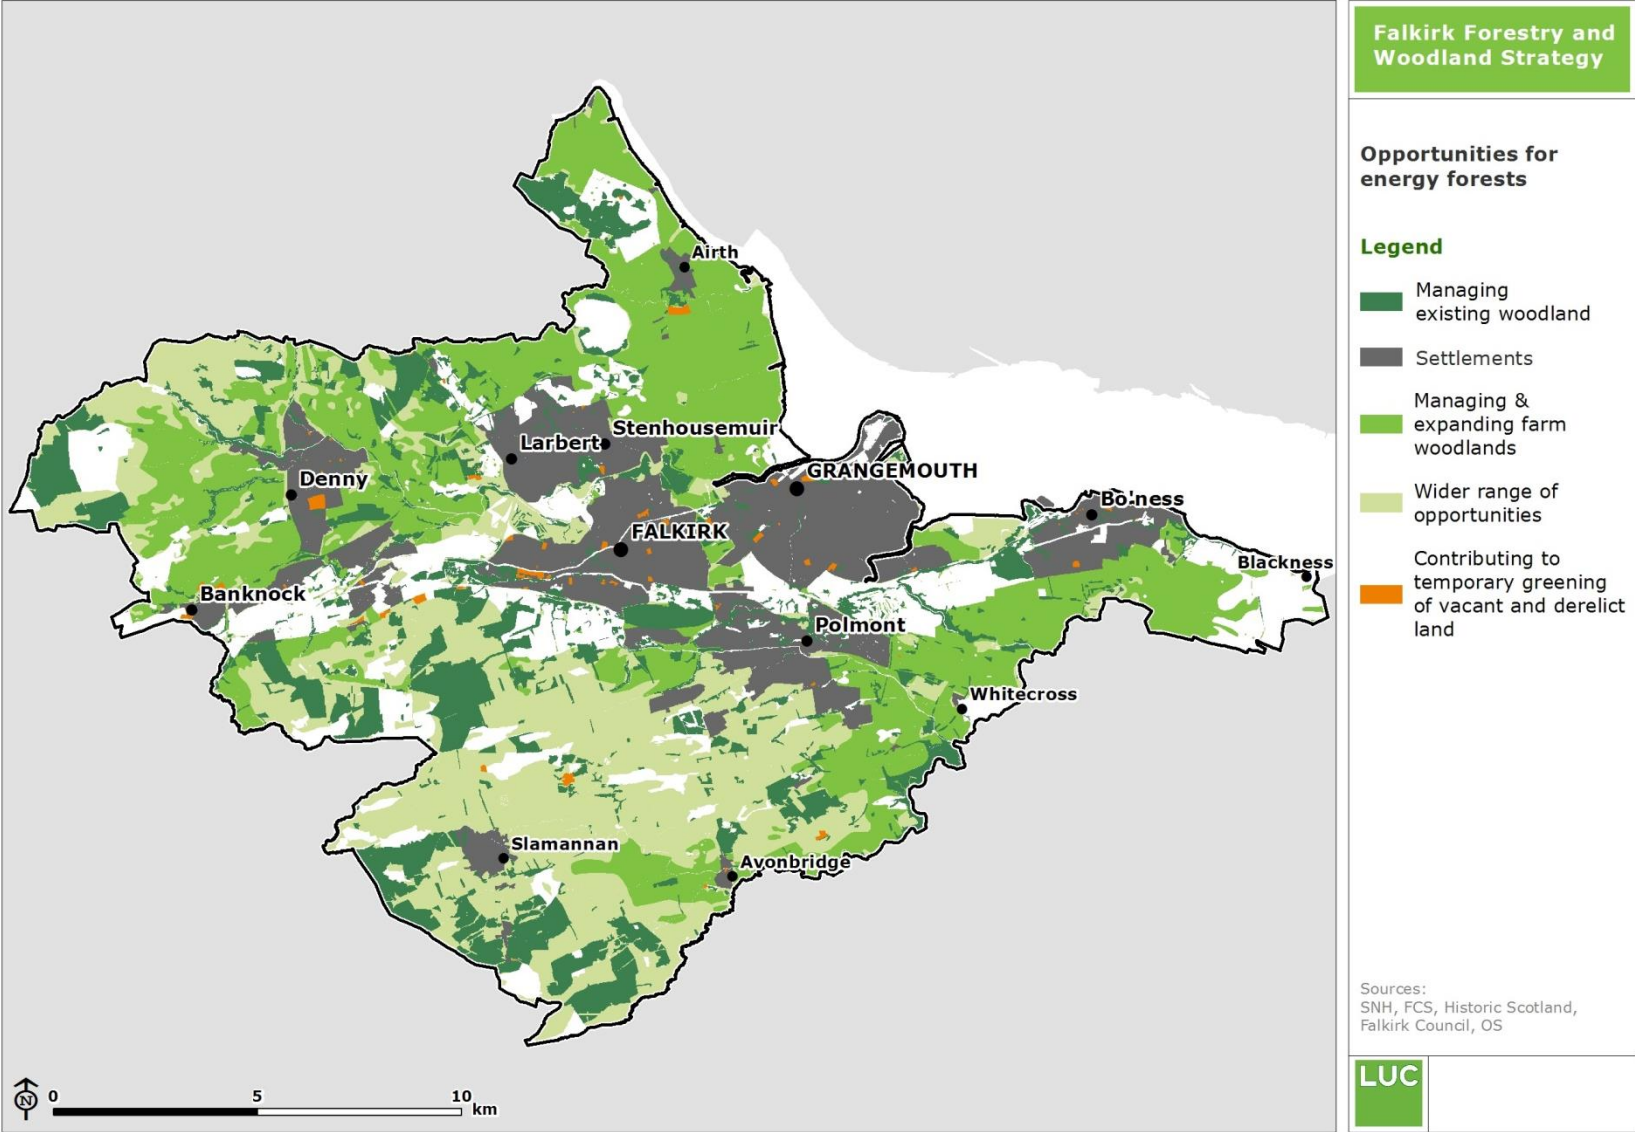 Falkirk Forestry and
Woodland Strategy
Opportunities for
energy forests
Legend
Managing
existing woodland
Settlements
Managing &
expanding farm
woodlands
Wider range of
opportunities
Contributing to
temporary greening
of vacant and derelict
land
Airth
Stenhousemuir
Larbert
GRANGEMOUTH
Denny
Bo'ness
FALKIRK
Blackness
Banknock
Polmont
Whitecross
Slamannan
Avonbridge
Sources:
SNH, FCS, Historic Scotland,
Falkirk Council, OS
LUC
N
0 5 10
km